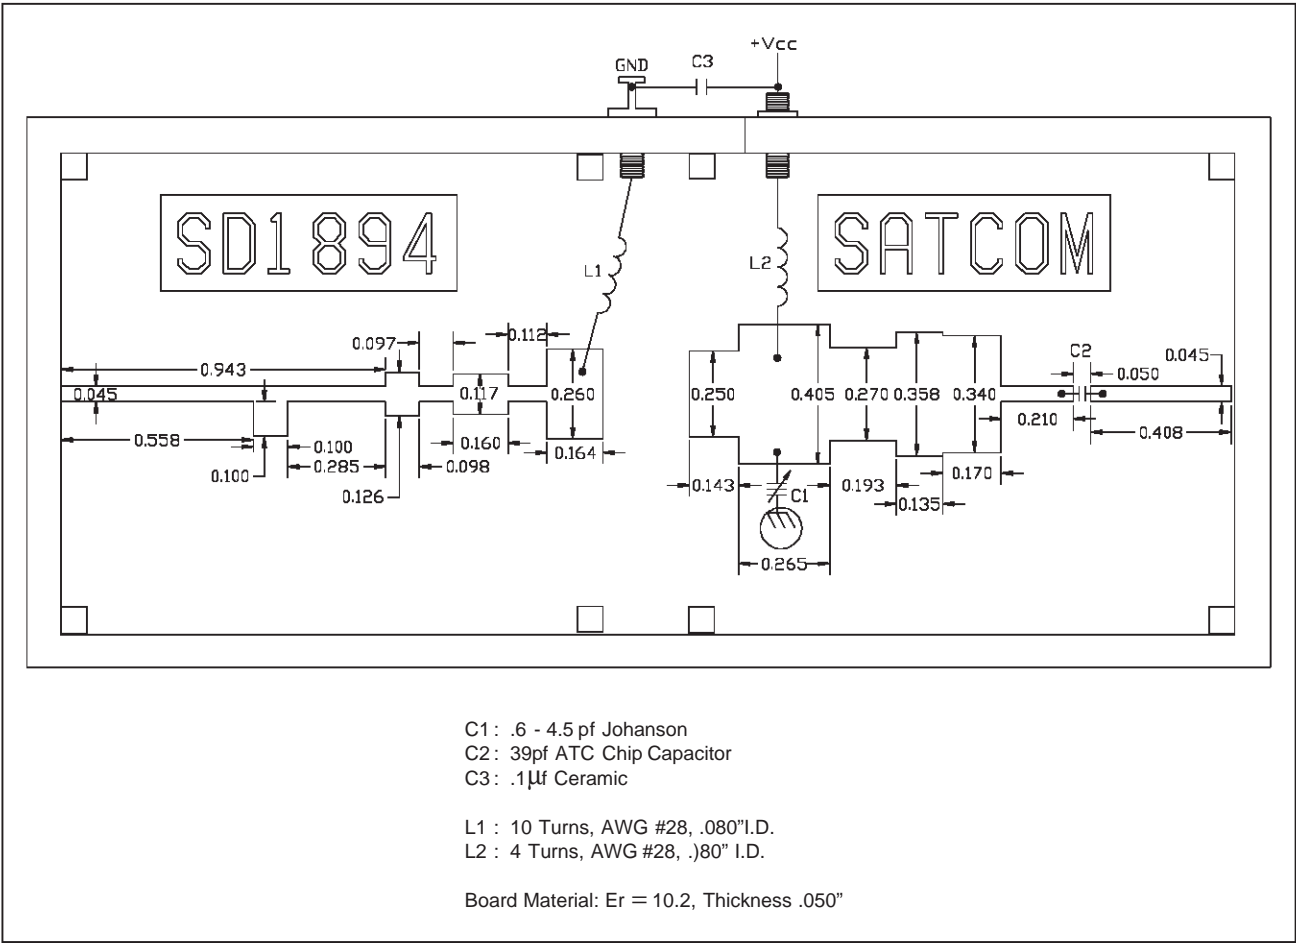 +Vcc
GND
C3
SD1894
SATCOM
L1
L2
0.097
0.112
C2
0.045
0.050
0.943
0.045
0.117
0.260
0.250
0.405
0.270
0.358
0.340
0.210
0.408
0.558
0.100
0.160
0.164
0.100
0.285
0.098
0.126
0.143
C1
0.193
0.170
0.135
0.265
C1 : .6 - 4.5 pf Johanson
C2 : 39pf ATC Chip Capacitor
C3 : .1μf Ceramic
L1 : 10 Turns, AWG #28, .080”I.D.
L2 : 4 Turns, AWG #28, .)80” I.D.
Board Material: Er = 10.2, Thickness .050”